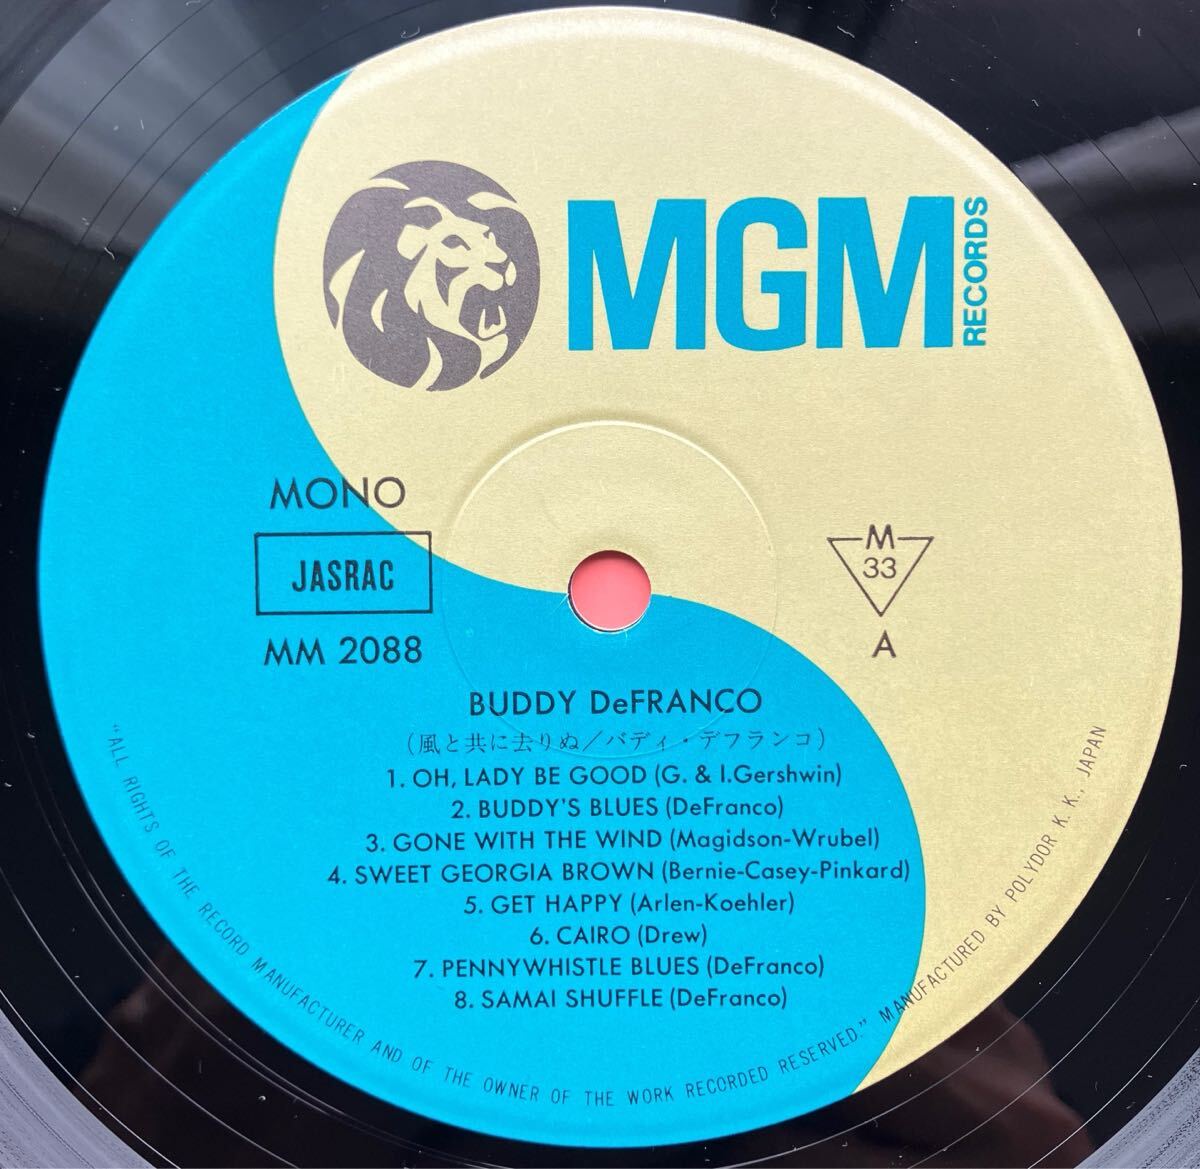 MGM
RECORDS
MONO
JASRAC
MM 2088
M
33
A
BUDDY DeFRANCO
(風と共に去りぬ/バディ・デフランコ)
1. OH, LADY BE GOOD (G. & I.Gershwin)
2. BUDDY'S BLUES (DeFranco)
3. GONE WITH THE WIND (Magidson-Wrubel)
4. SWEET GEORGIA BROWN (Bernie-Casey-Pinkard)
5. GET HAPPY (Arlen-Koehler)
6. CAIRO (Drew)
7. PENNYWHISTLE BLUES (DeFranco)
8. SAMAI SHUFFLE (DeFranco)
"ALL RIGHTS OF THE RECORD MANUFACTURER AND OF THE OWNER OF THE WORK RECORDED RESERVED." MANUFACTURED BY POLYDOR K. K., JAPAN